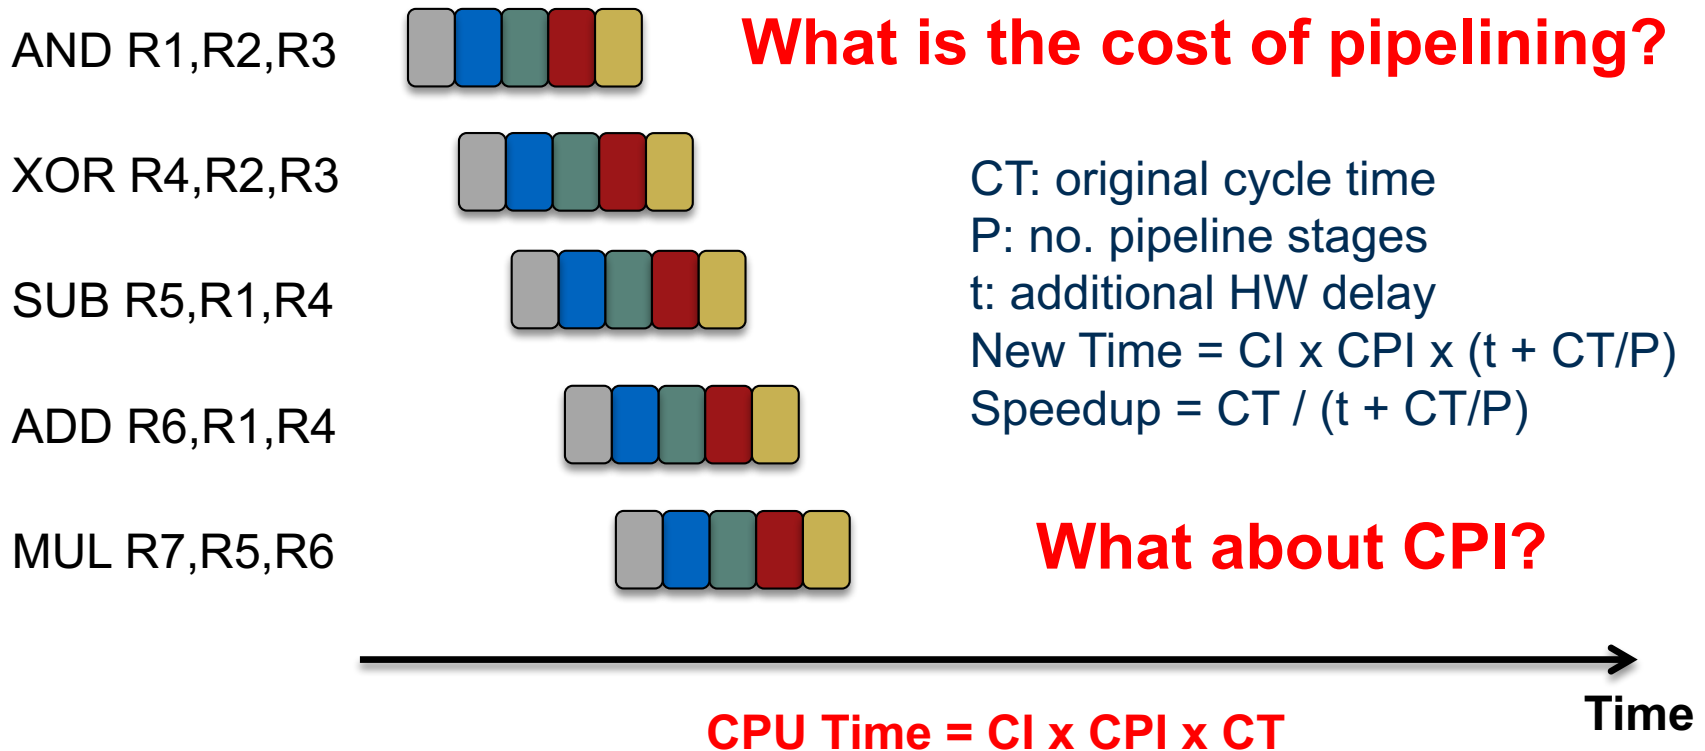 What is the cost of pipelining?
AND R1,R2,R3
XOR R4,R2,R3
SUB R5,R1,R4
ADD R6,R1,R4
MUL R7,R5,R6
CT: original cycle time
P: no. pipeline stages
t: additional HW delay
New Time = CI x CPI x (t + CT/P)
Speedup = CT / (t + CT/P)
What about CPI?
Time
CPU Time = CI x CPI x CT